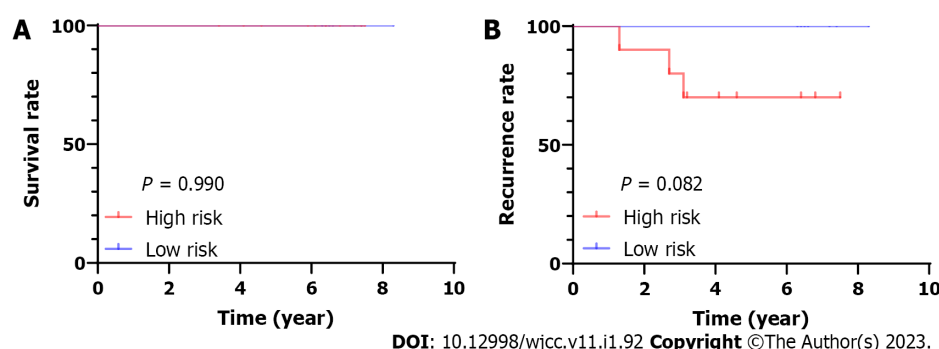 A
B
Survival rate
100
50
0
P = 0.990
High risk
Low risk
0 2 4 6 8 10
Time (year)
Recurrence rate
100
50
0
P = 0.082
High risk
Low risk
0 2 4 6 8 10
Time (year)
DOI: 10.12998/wjcc.v11.i1.92 Copyright ©The Author(s) 2023.